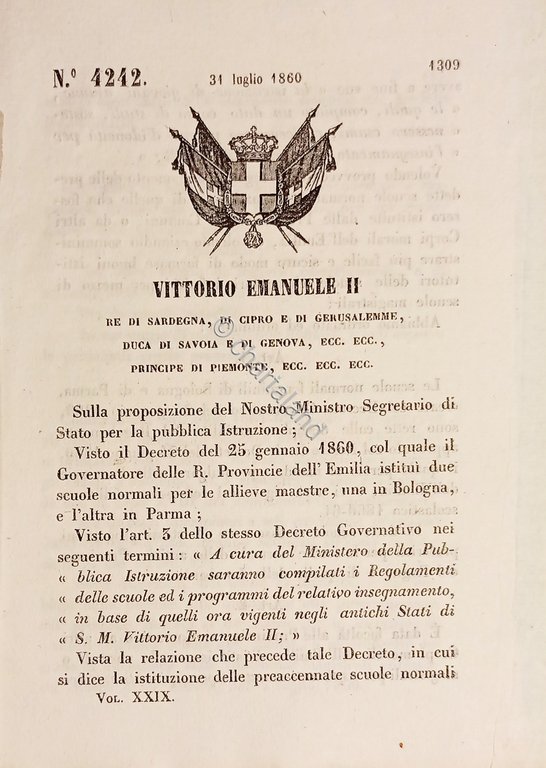 1309
N.º 4242.
31 luglio 1860
VITTORIO EMANUELE II
RE DI SARDEGNA, DI CIPRO E DI GERUSALEMME,
DUCA DI SAVOIA E DI GENOVA, ECC. ECC.,
PRINCIPE DI PIEMONTE, ECC. ECC. ECC.
Sulla proposizione del Nostro Ministro Segretario di
Stato per la pubblica Istruzione;
Visto il Decreto del 25 gennaio 1860, col quale il
Governatore delle R. Provincie dell'Emilia istituì due
scuole normali per le allieve maestre, una in Bologna,
e l'altra in Parma;
Visto l'art. 3 dello stesso Decreto Governativo nei
seguenti termini: « A cura del Ministero della Pub-
« blica Istruzione saranno compilati i Regolamenti
« delle scuole ed i programmi del relativo insegnamento,
« in base di quelli ora vigenti negli antichi Stati di
« S. M. Vittorio Emanuele II; »
Vista la relazione che precede tale Decreto, in cui
si dice la istituzione delle preaccennate scuole normali
VOL. XXIX.
© Chartaland